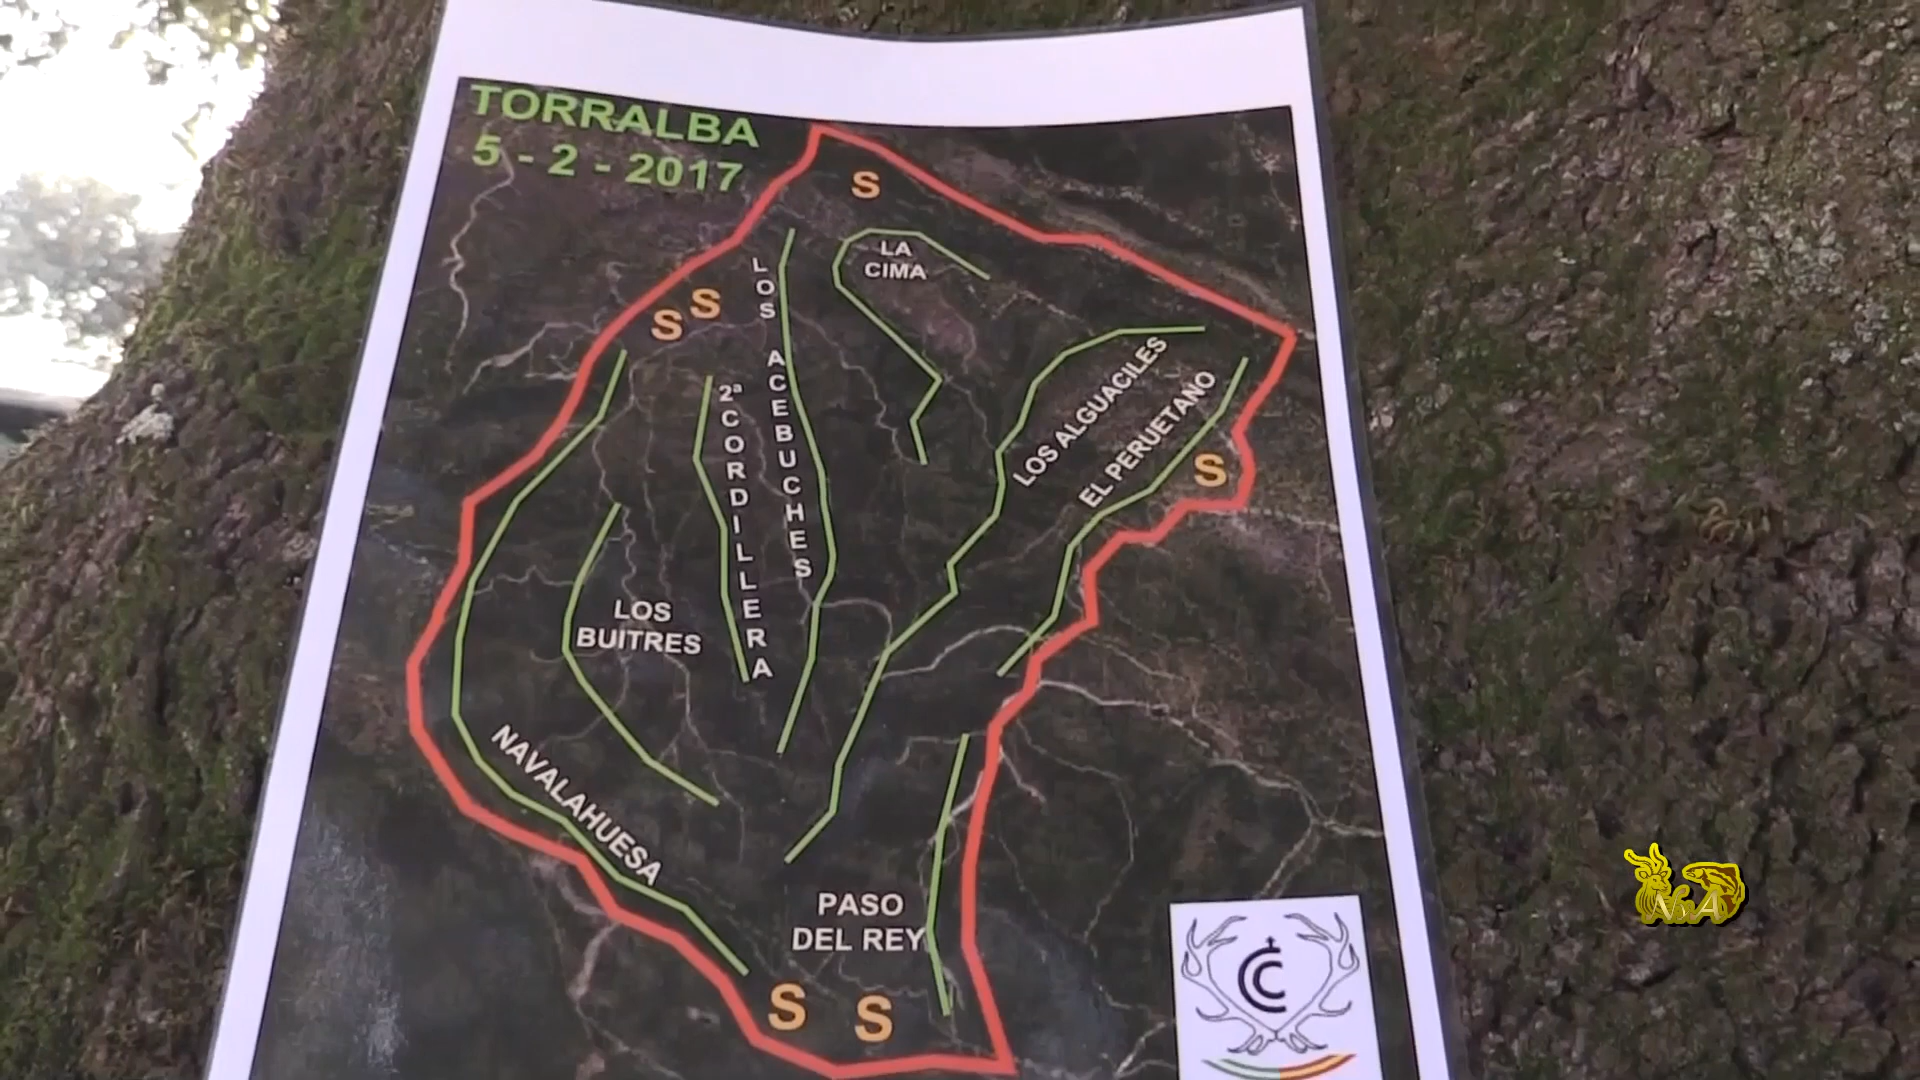 TORRALBA
5 - 2 - 2017
S
LA
CIMA
S S
LOS ACEBUCHES
2ª CORDILLERA
LOS ALGUACILES
EL PERUETANO
S
LOS
BUITRES
NAVALAHUESA
PASO
DEL REY
S S
CC